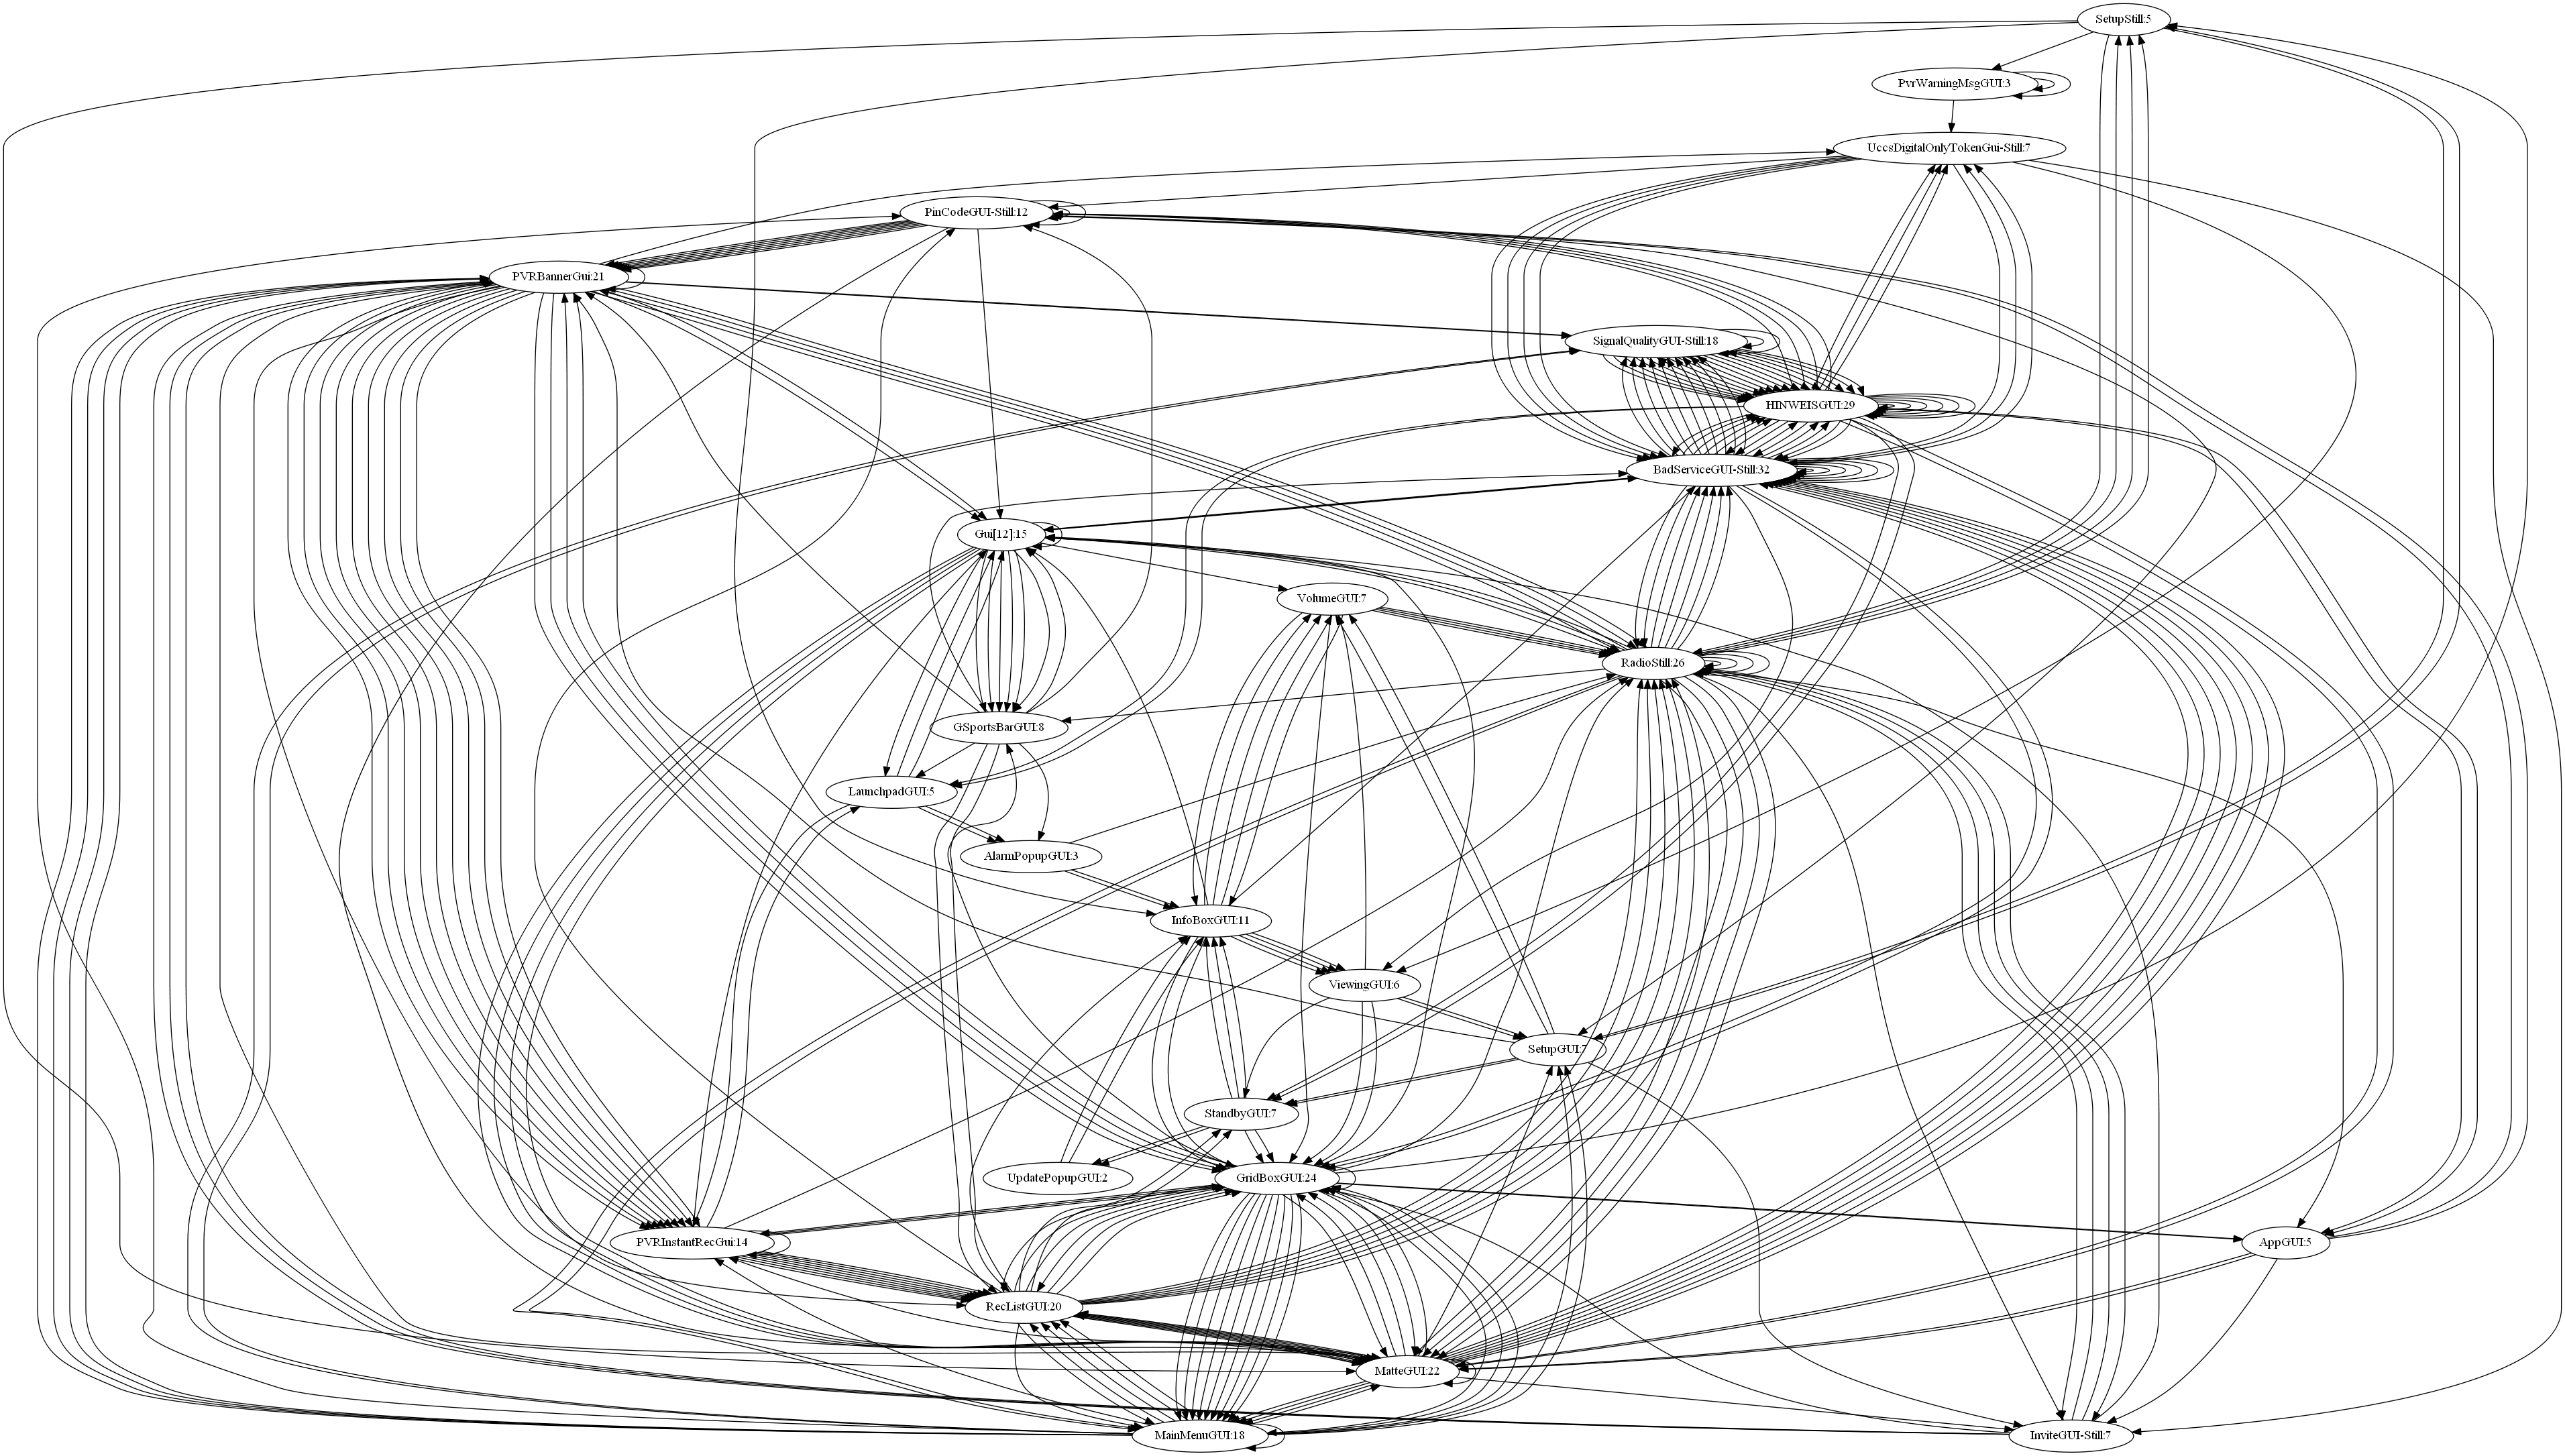 SetupStill:5
PvrWarningMsgGUI:3
UccsDigitalOnlyTokenGui-Still:7
PinCodeGUI-Still:12
PVRBannerGui:21
SignalQualityGUI-Still:18
HINWEISGUI:29
BadServiceGUI-Still:32
Gui[12]:15
VolumeGUI:7
RadioStill:26
GSportsBarGUI:8
LaunchpadGUI:5
AlarmPopupGUI:3
InfoBoxGUI:11
ViewingGUI:6
SetupGUI:7
StandbyGUI:7
UpdatePopupGUI:2
GridBoxGUI:24
PVRInstantRecGui:14
AppGUI:5
RecListGUI:20
MatteGUI:22
MainMenuGUI:18
InviteGUI-Still:7